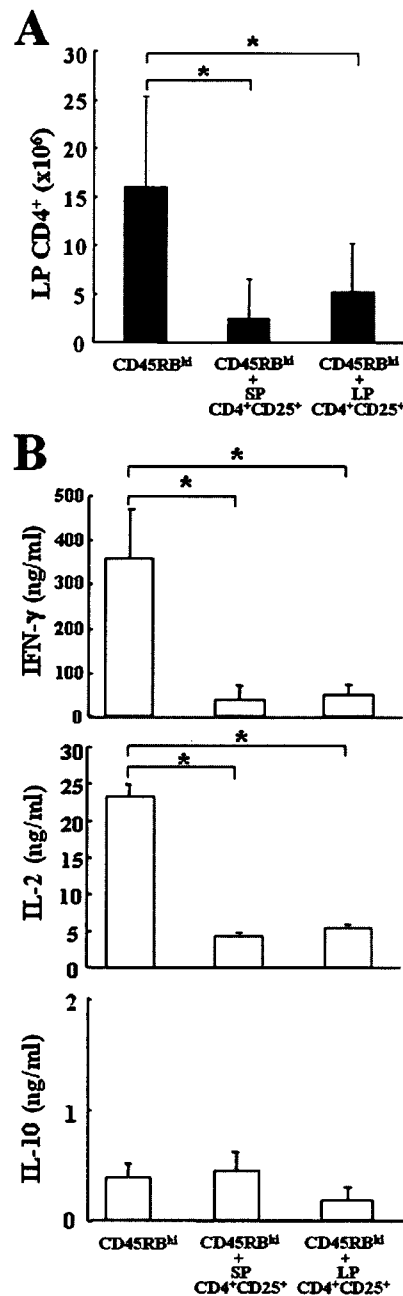 A
*
*
30
25
20
15
10
5
0
LP CD4⁺ (x10⁶)
CD45RBʰⁱ
CD45RBʰⁱ
+
SP
CD4⁺CD25⁺
CD45RBʰⁱ
+
LP
CD4⁺CD25⁺
B
*
*
500
400
300
200
100
0
IFN-γ (ng/ml)
*
*
30
25
20
15
10
5
0
IL-2 (ng/ml)
2
1
0
IL-10 (ng/ml)
CD45RBʰⁱ
CD45RBʰⁱ
+
SP
CD4⁺CD25⁺
CD45RBʰⁱ
+
LP
CD4⁺CD25⁺